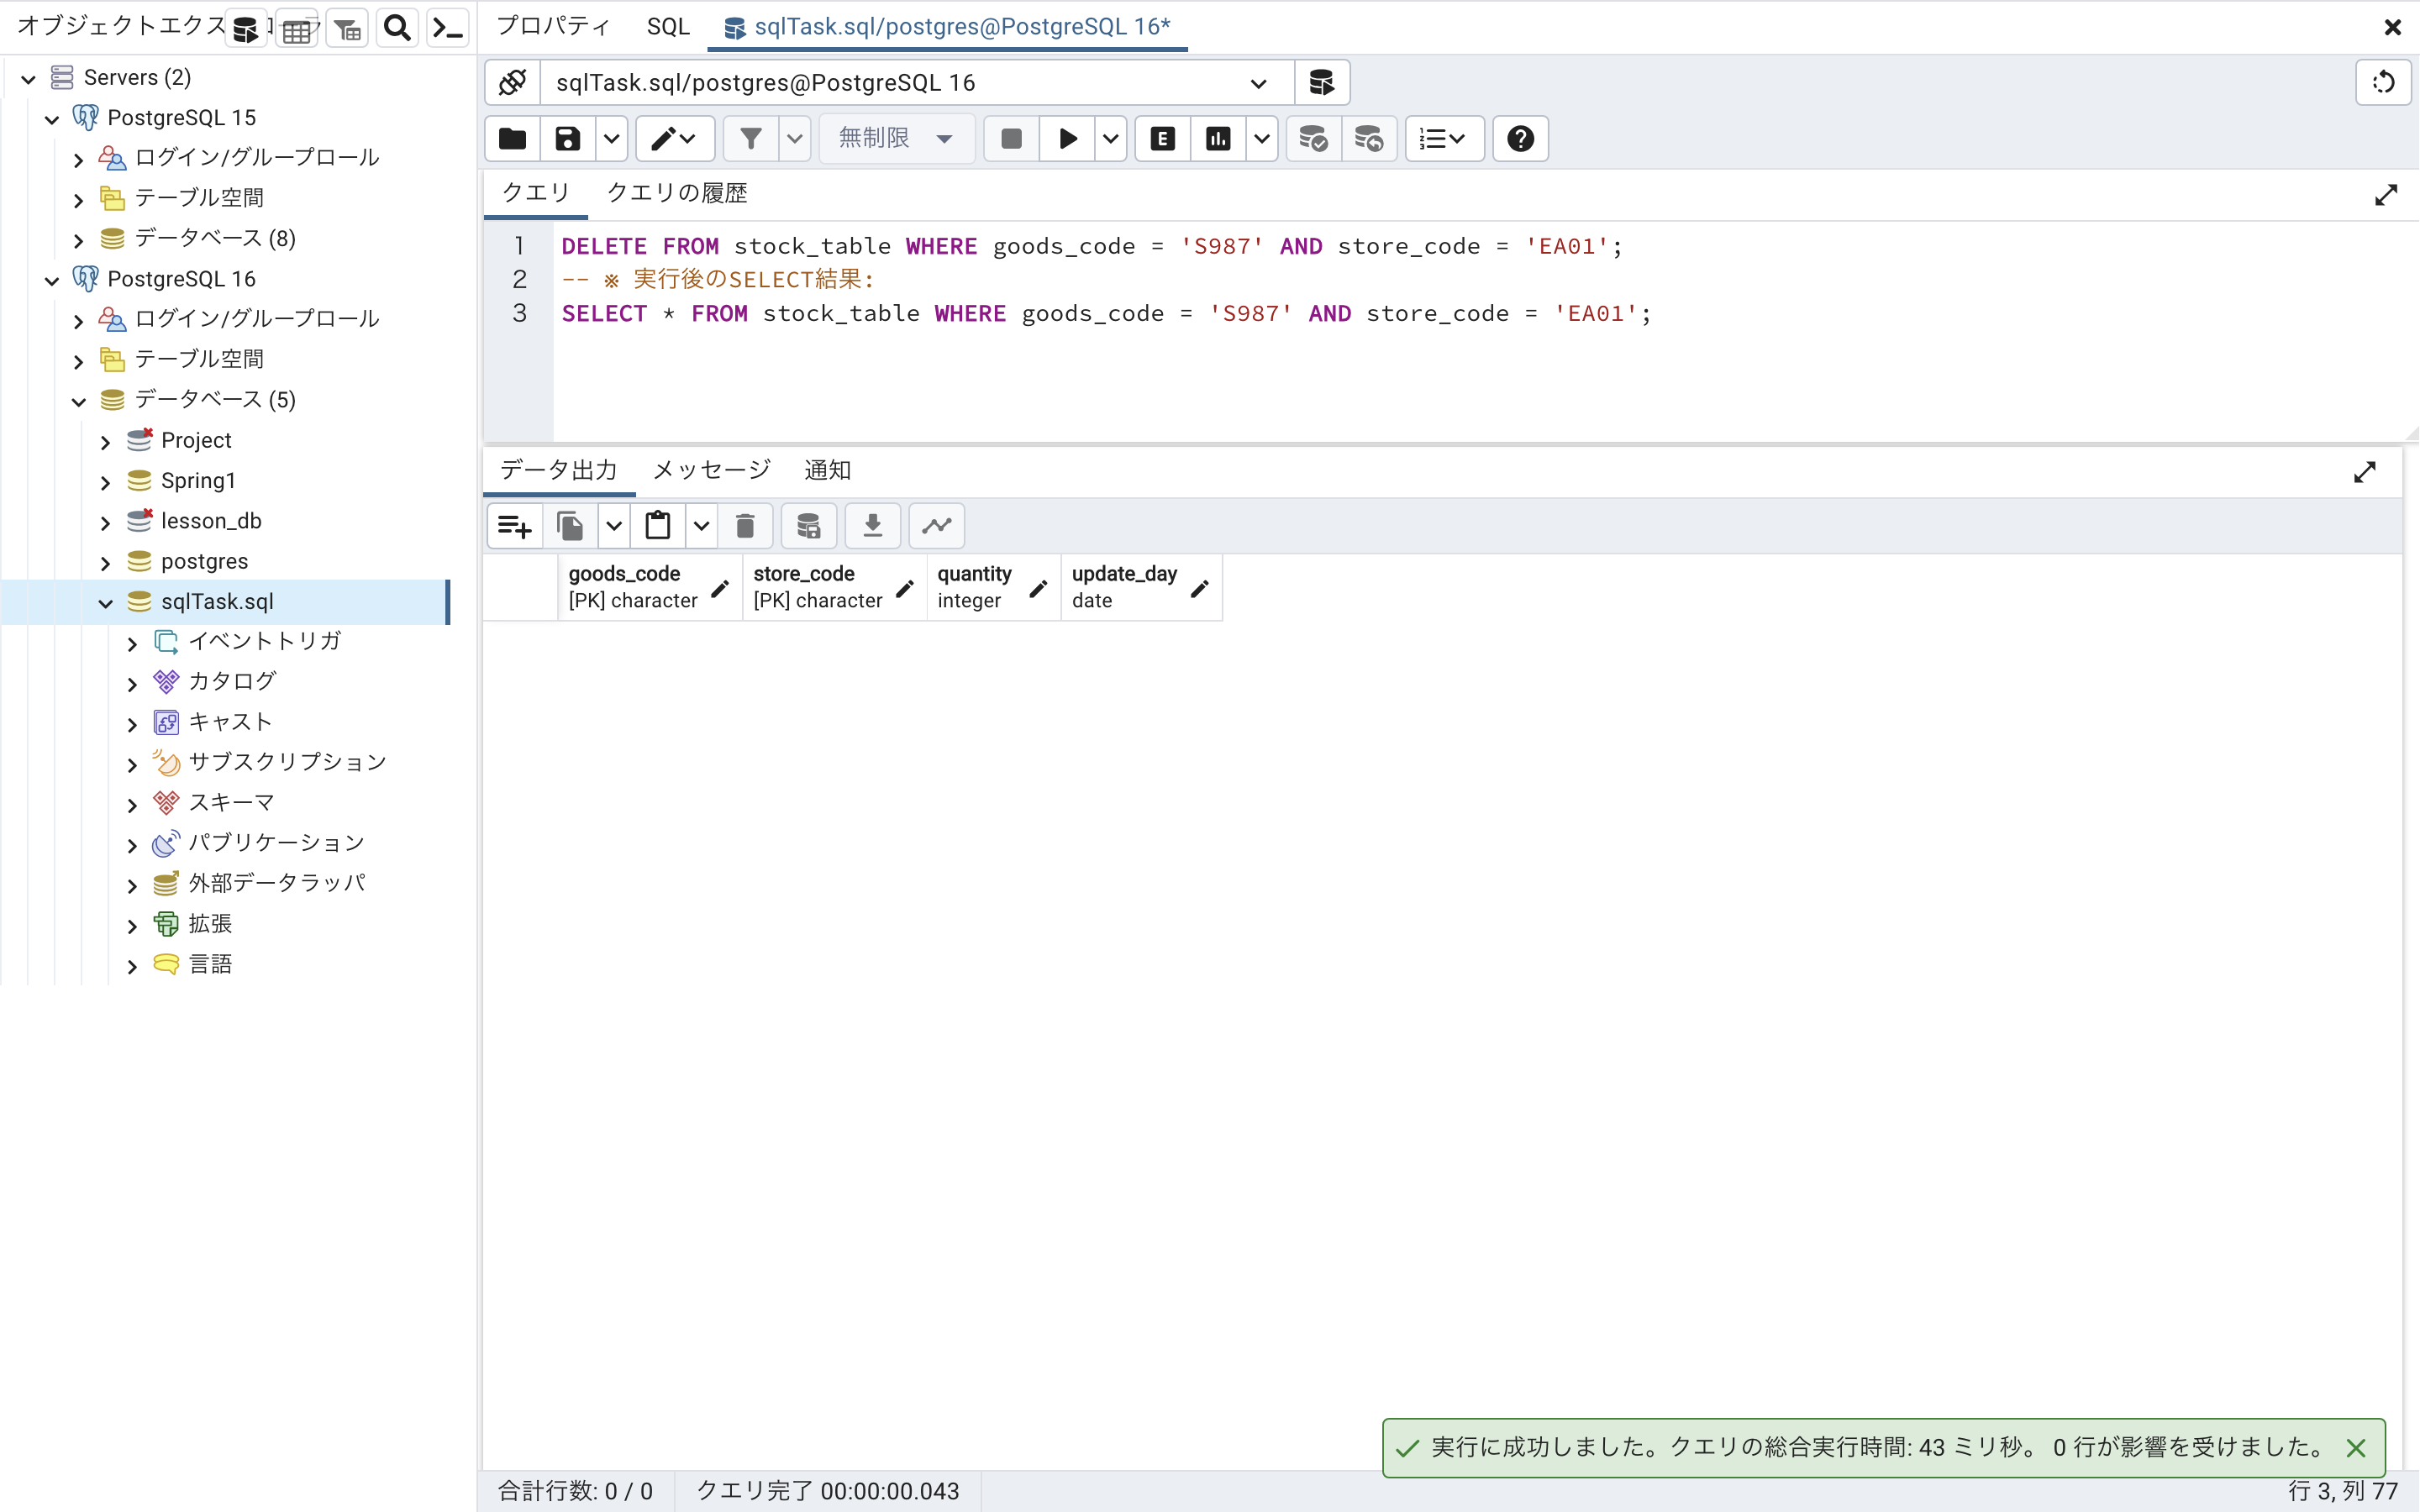 オブジェクトエクス
プロパティ
SQL
sqlTask.sql/postgres@PostgreSQL 16*
Servers (2)
PostgreSQL 15
ログイン/グループロール
テーブル空間
データベース (8)
PostgreSQL 16
ログイン/グループロール
テーブル空間
データベース (5)
Project
Spring1
lesson_db
postgres
sqlTask.sql
イベントトリガ
カタログ
キャスト
サブスクリプション
スキーマ
パブリケーション
外部データラッパ
拡張
言語
sqlTask.sql/postgres@PostgreSQL 16
無制限
E
クエリ
クエリの履歴
1 DELETE FROM stock_table WHERE goods_code = 'S987' AND store_code = 'EA01';
2 -- ※ 実行後のSELECT結果:
3 SELECT * FROM stock_table WHERE goods_code = 'S987' AND store_code = 'EA01';
データ出力
メッセージ
通知
goods_code
[PK] character
store_code
[PK] character
quantity
integer
update_day
date
実行に成功しました。クエリの総合実行時間: 43 ミリ秒。 0 行が影響を受けました。
合計行数: 0 / 0
クエリ完了 00:00:00.043
行 3, 列 77